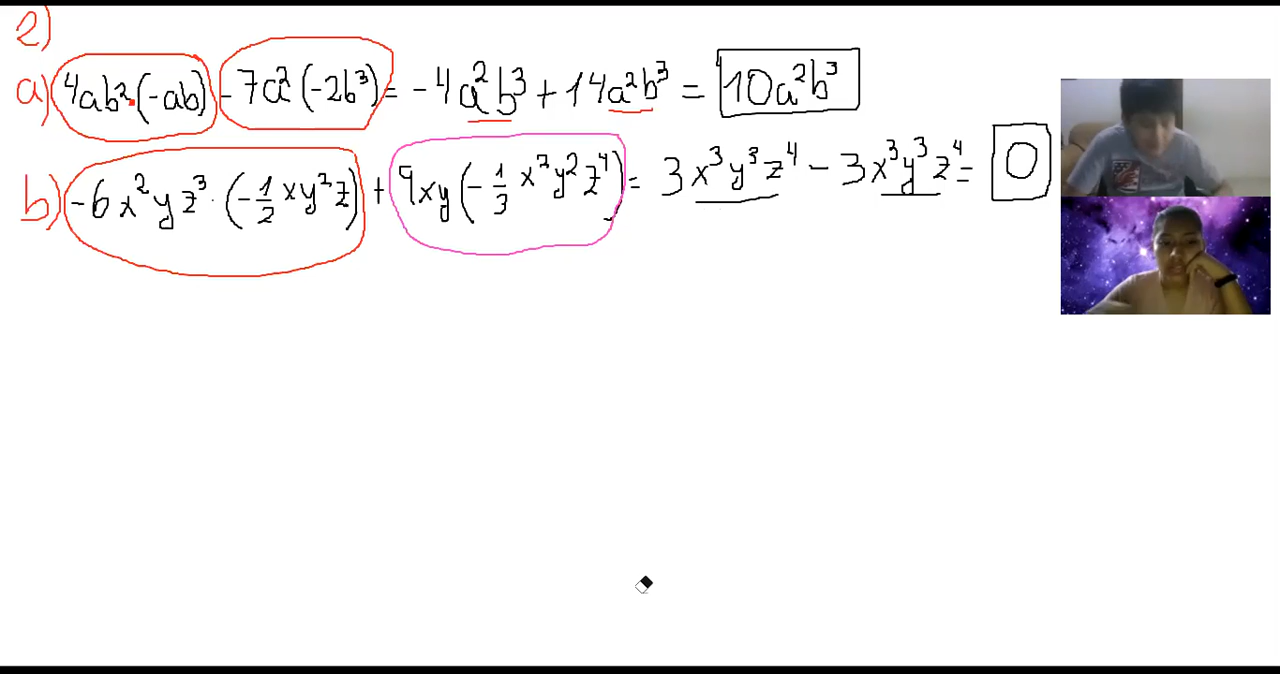 2)
a) 4ab² · (-ab) - 7a² (-2b³) = -4a²b³ + 14a²b³ = 10a²b³
b) -6x²yz³ · (-1/2 xy²z) + 9xy (-1/3 x²y²z⁴) = 3x³y³z⁴ - 3x³y³z⁴ = 0